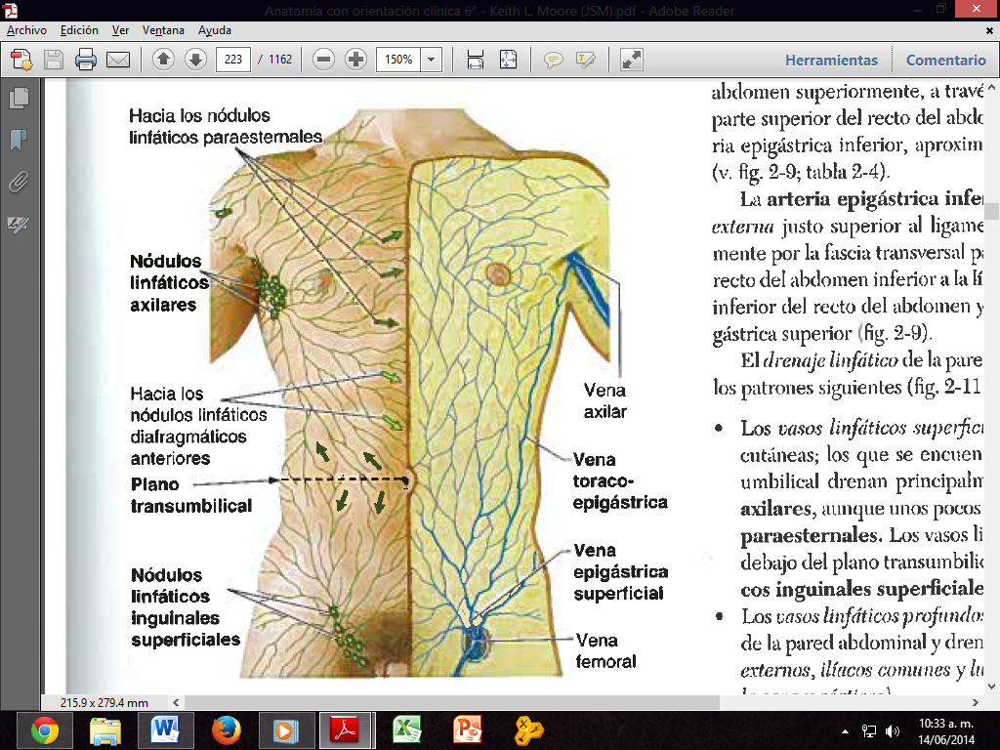 Anatomía con orientación clínica 6° - Keith L. Moore (JSM).pdf - Adobe Reader
Archivo Edición Ver Ventana Ayuda
223 / 1162 150% Herramientas Comentario
Hacia los nódulos
linfáticos paraesternales
Nódulos
linfáticos
axilares
Hacia los
nódulos linfáticos
diafragmáticos
anteriores
Plano
transumbilical
Nódulos
linfáticos
inguinales
superficiales
Vena
axilar
Vena
toraco-
epigástrica
Vena
epigástrica
superficial
Vena
femoral
abdomen superiormente, a travé
parte superior del recto del abdo
ria epigástrica inferior, aproxim
(v. fig. 2-9; tabla 2-4).
La arteria epigástrica infe
externa justo superior al ligame
mente por la fascia transversal pa
recto del abdomen inferior a la lí
inferior del recto del abdomen y
gástrica superior (fig. 2-9).
El drenaje linfático de la pare
los patrones siguientes (fig. 2-11
• Los vasos linfáticos superfici
cutáneas; los que se encuen
umbilical drenan principalm
axilares, aunque unos pocos
paraesternales. Los vasos li
debajo del plano transumbilic
cos inguinales superficiale
• Los vasos linfáticos profundos
de la pared abdominal y dren
externos, ilíacos comunes y lu
215.9 x 279.4 mm
10:33 a. m.
14/06/2014